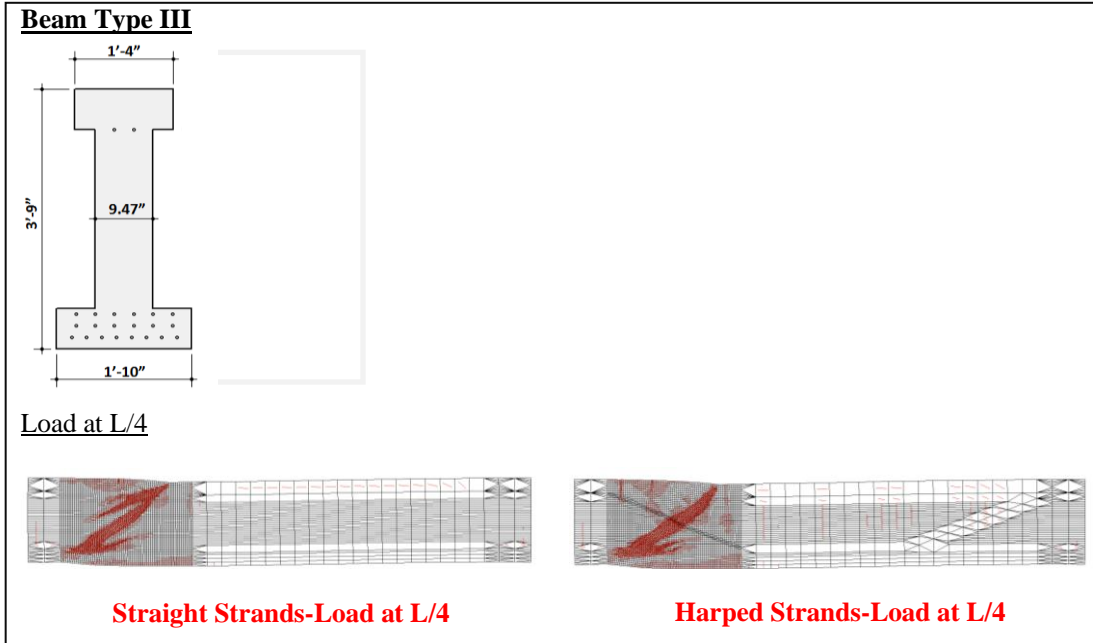 Beam Type III
1’-4”
3’-9”
9.47”
1’-10”
Load at L/4
Straight Strands-Load at L/4
Harped Strands-Load at L/4